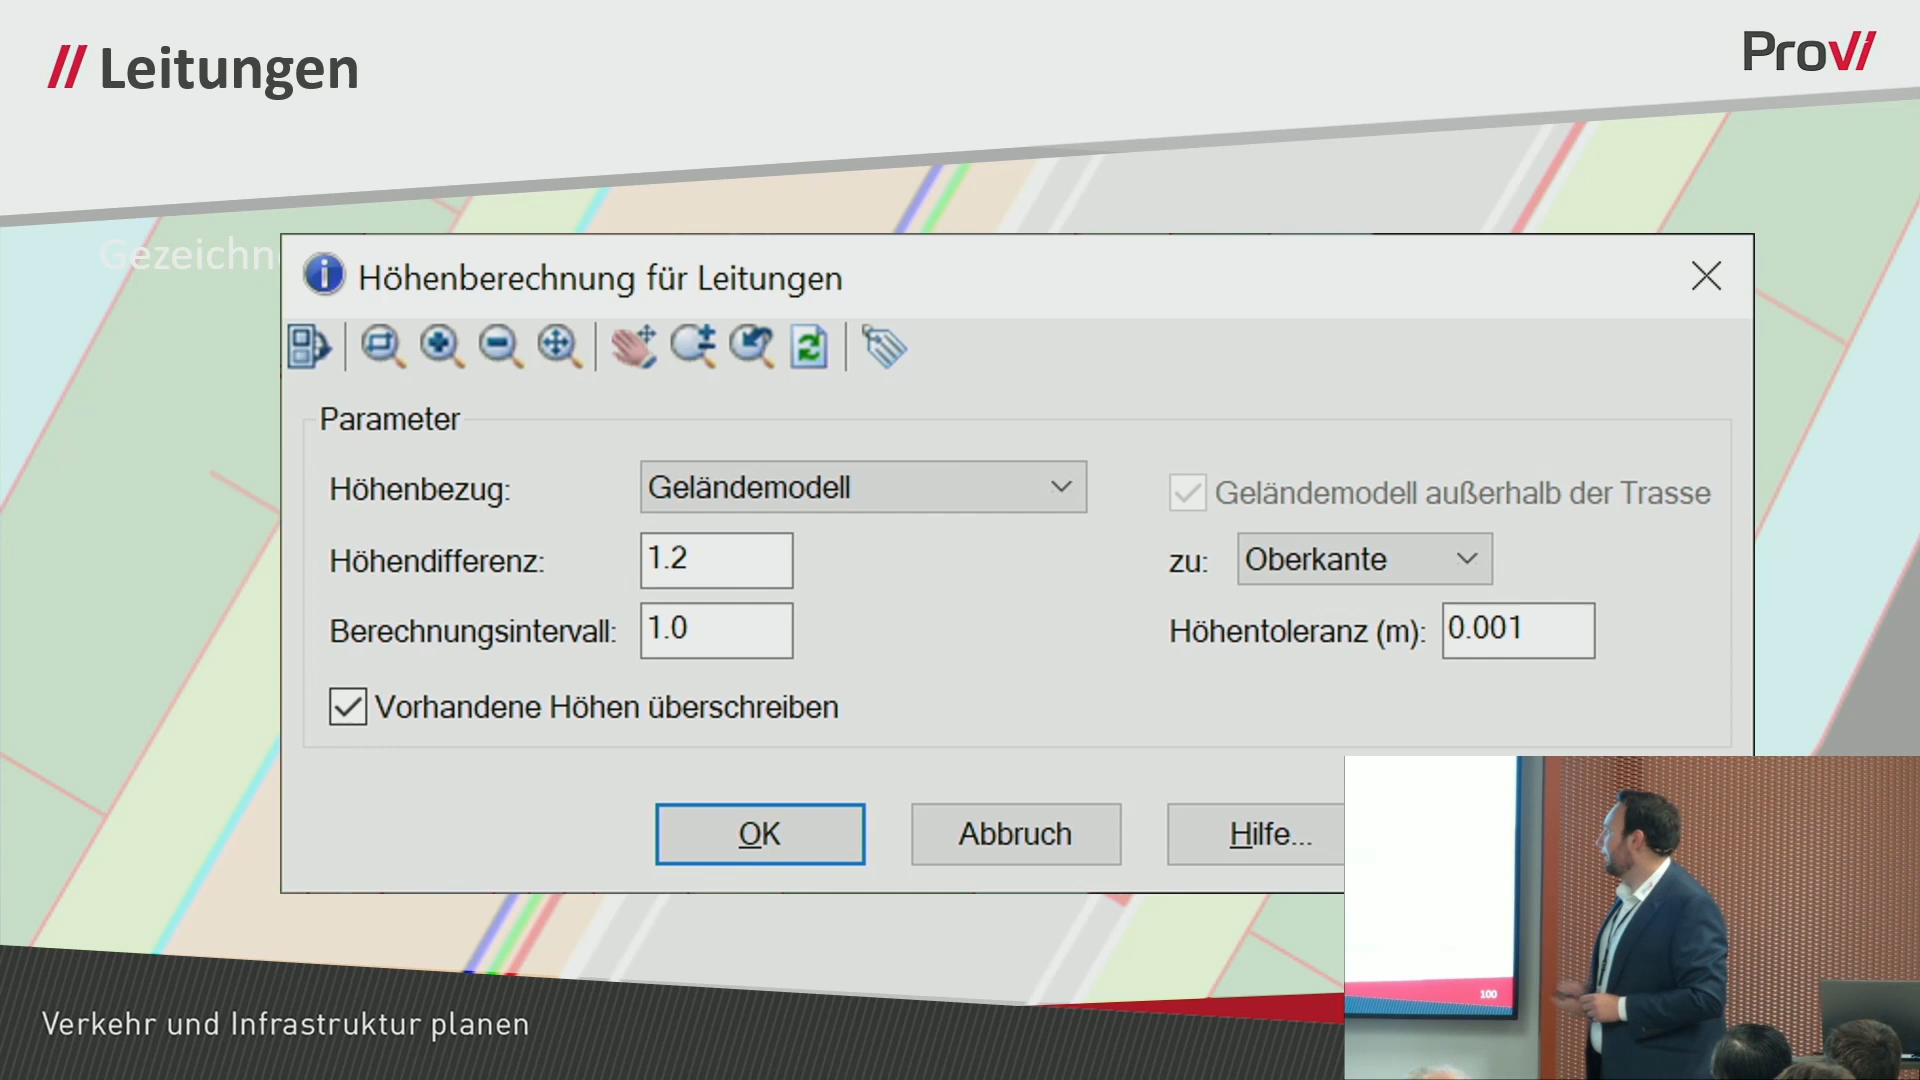 // Leitungen
ProVI
Gezeichn
Höhenberechnung für Leitungen
Parameter
Höhenbezug: Geländemodell Geländemodell außerhalb der Trasse
Höhendifferenz: 1.2 zu: Oberkante
Berechnungsintervall: 1.0 Höhentoleranz (m): 0.001
Vorhandene Höhen überschreiben
OK Abbruch Hilfe...
100
Verkehr und Infrastruktur planen